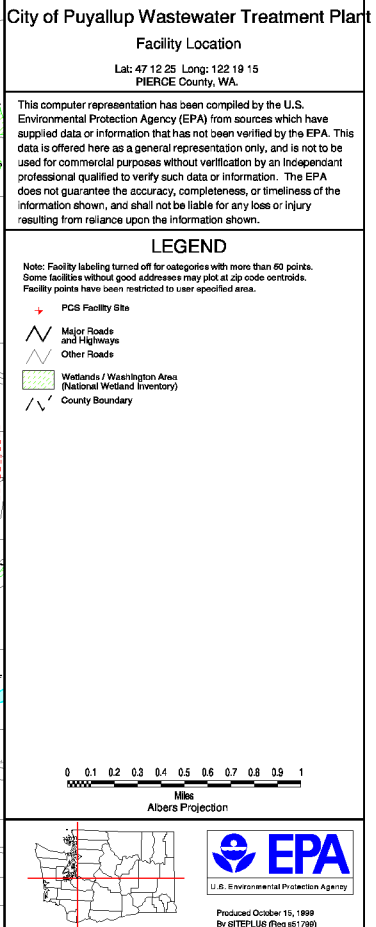 City of Puyallup Wastewater Treatment Plant
Facility Location
Lat: 47 12 25 Long: 122 19 15
PIERCE County, WA.
This computer representation has been compiled by the U.S.
Environmental Protection Agency (EPA) from sources which have
supplied data or information that has not been verified by the EPA. This
data is offered here as a general representation only, and is not to be
used for commercial purposes without verification by an Independant
professional qualified to verify such data or information. The EPA
does not guarantee the accuracy, completeness, or timeliness of the
information shown, and shall not be liable for any loss or injury
resulting from reliance upon the information shown.
LEGEND
Note: Facility labeling turned off for categories with more than 60 points.
Some facilities without good addresses may plot at zip code centroids.
Facility points have been restricted to user specified area.
PCS Facility Site
Major Roads
and Highways
Other Roads
Wetlands / Washington Area
(National Wetland Inventory)
County Boundary
0 0.1 0.2 0.3 0.4 0.5 0.6 0.7 0.8 0.9 1
Miles
Albers Projection
EPA
U.S. Environmental Protection Agency
Produced October 15, 1999
By SITEPLUS (Req s51799)